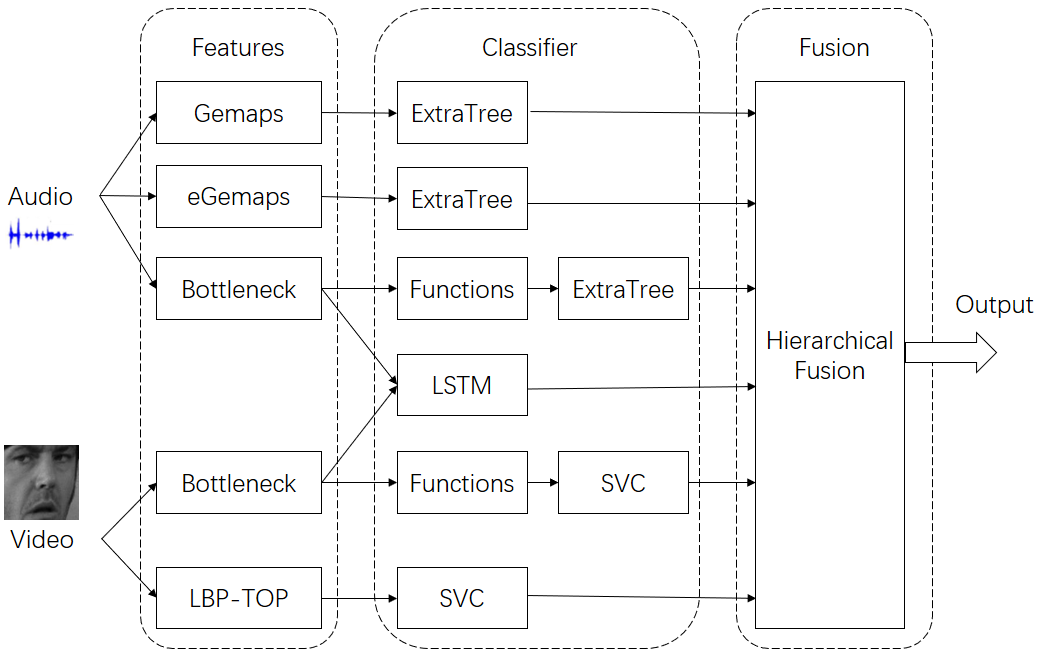 Features
Classifier
Fusion
Gemaps
ExtraTree
Audio
eGemaps
ExtraTree
Bottleneck
Functions
ExtraTree
Output
Hierarchical
Fusion
LSTM
Bottleneck
Functions
SVC
Video
LBP-TOP
SVC